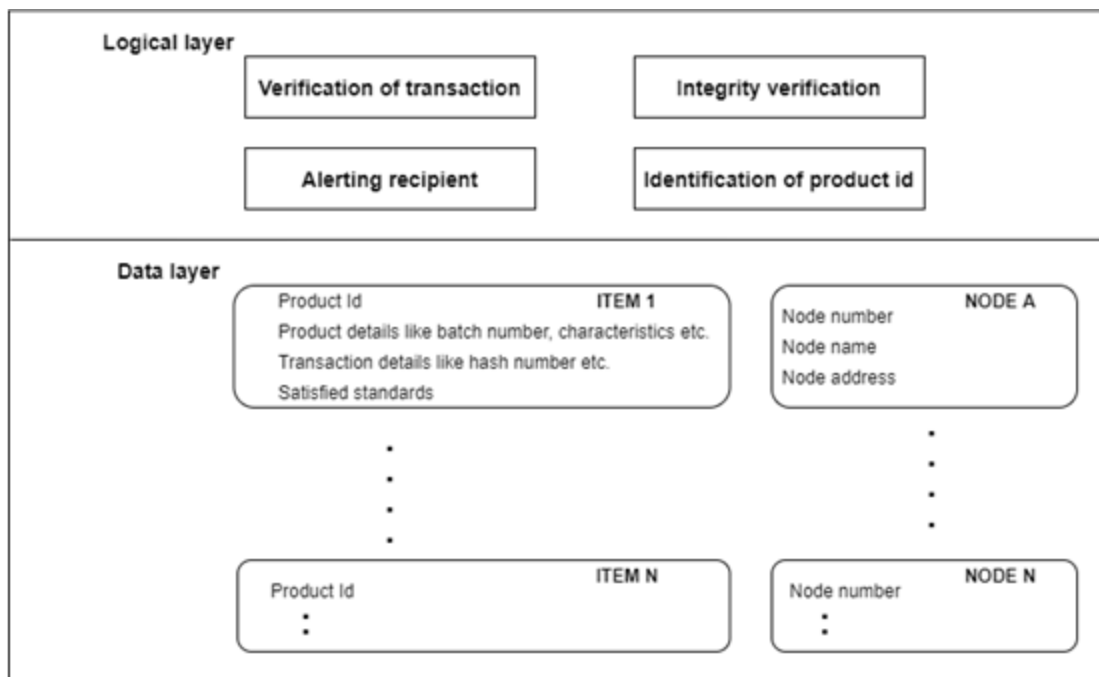 Logical layer
Verification of transaction
Integrity verification
Alerting recipient
Identification of product id
Data layer
Product Id
ITEM 1
Product details like batch number, characteristics etc.
Transaction details like hash number etc.
Satisfied standards
NODE A
Node number
Node name
Node address
ITEM N
Product Id
NODE N
Node number